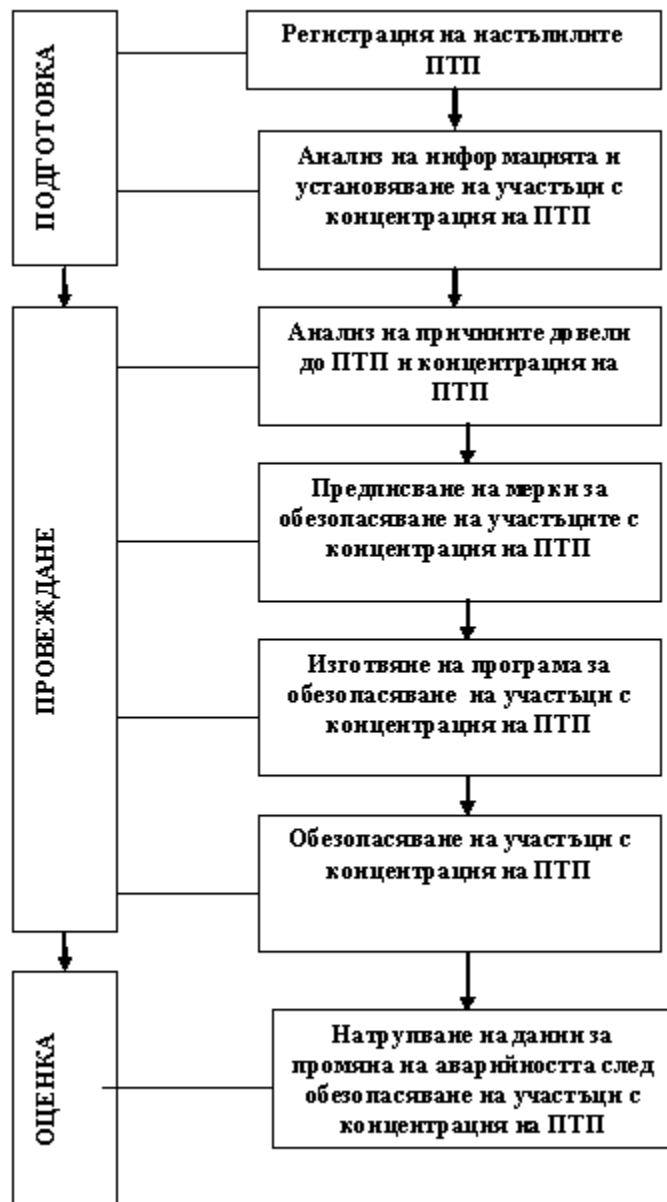 ПОДГОТОВКА
Регистрация на настъпилите
ПТП
Анализ на информацията и
установяване на участъци с
концентрация на ПТП
ПРОВЕЖДАНЕ
Анализ на причините довели
до ПТП и концентрация на
ПТП
Предписване на мерки за
обезопасяване на участъците с
концентрация на ПТП
Изготвяне на програма за
обезопасяване на участъци с
концентрация на ПТП
Обезопасяване на участъци с
концентрация на ПТП
ОЦЕНКА
Натрупване на данни за
промяна на аварийността след
обезопасяване на участъци с
концентрация на ПТП